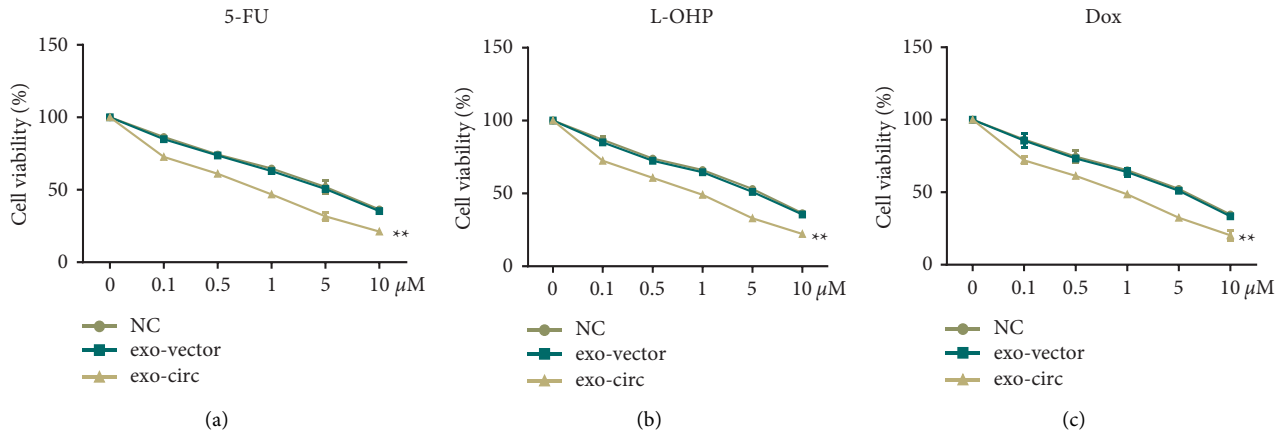 5-FU
150
100
50
0
Cell viability (%)
0 0.1 0.5 1 5 10 µM
**
NC
exo-vector
exo-circ
(a)
L-OHP
150
100
50
0
Cell viability (%)
0 0.1 0.5 1 5 10 µM
**
NC
exo-vector
exo-circ
(b)
Dox
150
100
50
0
Cell viability (%)
0 0.1 0.5 1 5 10 µM
**
NC
exo-vector
exo-circ
(c)